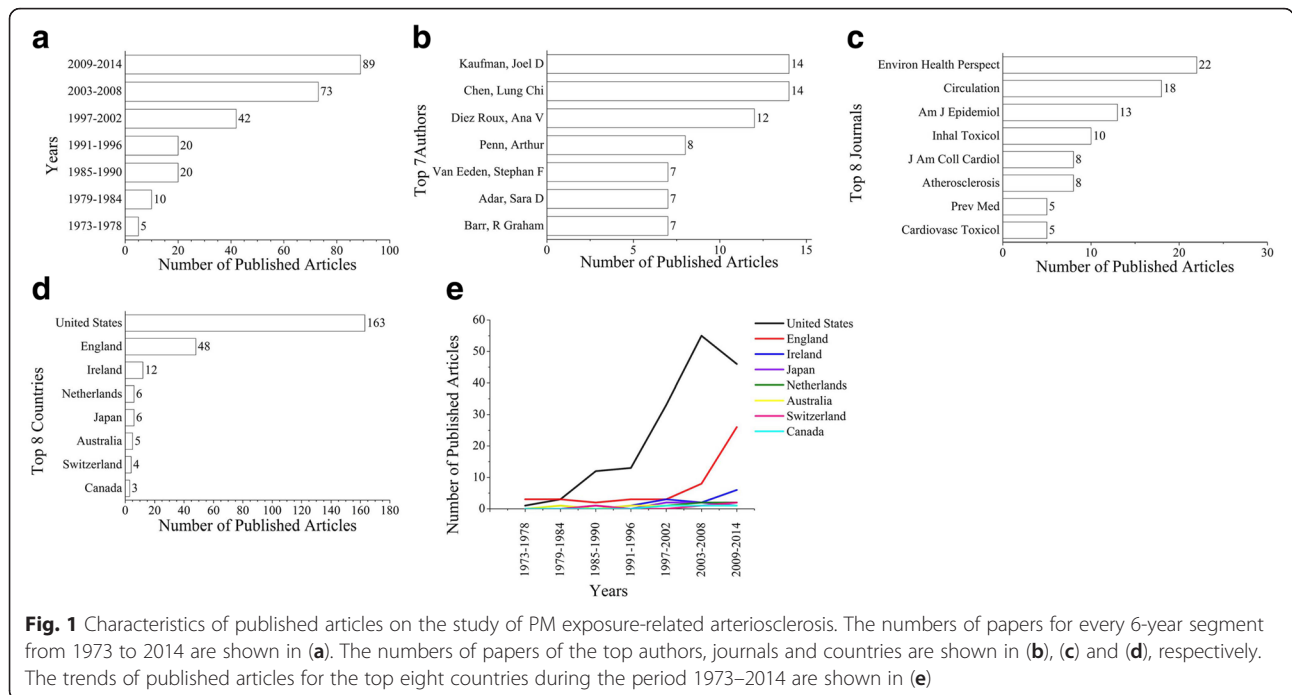 a
Years
2009-2014 89
2003-2008 73
1997-2002 42
1991-1996 20
1985-1990 20
1979-1984 10
1973-1978 5
0 20 40 60 80 100
Number of Published Articles
b
Top 7Authors
Kaufman, Joel D 14
Chen, Lung Chi 14
Diez Roux, Ana V 12
Penn, Arthur 8
Van Eeden, Stephan F 7
Adar, Sara D 7
Barr, R Graham 7
0 5 10 15
Number of Published Articles
c
Top 8 Journals
Environ Health Perspect 22
Circulation 18
Am J Epidemiol 13
Inhal Toxicol 10
J Am Coll Cardiol 8
Atherosclerosis 8
Prev Med 5
Cardiovasc Toxicol 5
0 10 20 30
Number of Published Articles
d
Top 8 Countries
United States 163
England 48
Ireland 12
Netherlands 6
Japan 6
Australia 5
Switzerland 4
Canada 3
0 20 40 60 80 100 120 140 160 180
Number of Published Articles
e
Number of Published Articles
60
50
40
30
20
10
0
1973-1978
1979-1984
1985-1990
1991-1996
1997-2002
2003-2008
2009-2014
Years
United States
England
Ireland
Japan
Netherlands
Australia
Switzerland
Canada
Fig. 1 Characteristics of published articles on the study of PM exposure-related arteriosclerosis. The numbers of papers for every 6-year segment
from 1973 to 2014 are shown in (a). The numbers of papers of the top authors, journals and countries are shown in (b), (c) and (d), respectively.
The trends of published articles for the top eight countries during the period 1973–2014 are shown in (e)